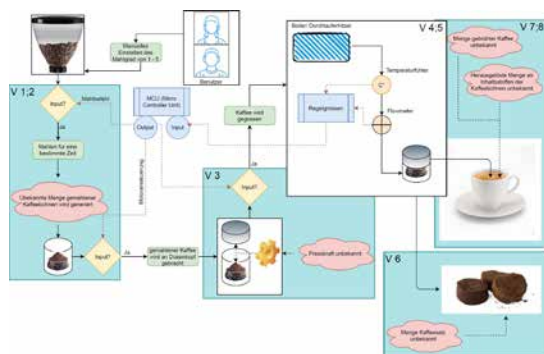 Manuelles
Einstellen des
Mahlgrad von 1 - 5
Benutzer
V 1;2
Input?
Mahlbefehl
Ja
Mahlen für eine
bestimmte Zeit
Unbekannte Menge gemahlener
Kaffeebohnen wird generiert
Input?
Ja
gemahlener Kaffee
wird an Dosierkopf
gebracht
MCU (Micro
Controller Unit)
Output
Input
Motoransteuerung
Kaffee wird
gegossen
Ja
V 3
Input?
Presskraft unbekannt
V 4;5
Boiler/ Durchlauferhitzer
Temperaturfühler
C°
Regelgrössen
Flowmeter
V 7;8
Menge gebrühter Kaffee
unbekannt
Herausgelöste Menge an
Inhaltsstoffen der
Kaffeebohnen unbekannt
V 6
Menge Kaffeesatz
unbekannt